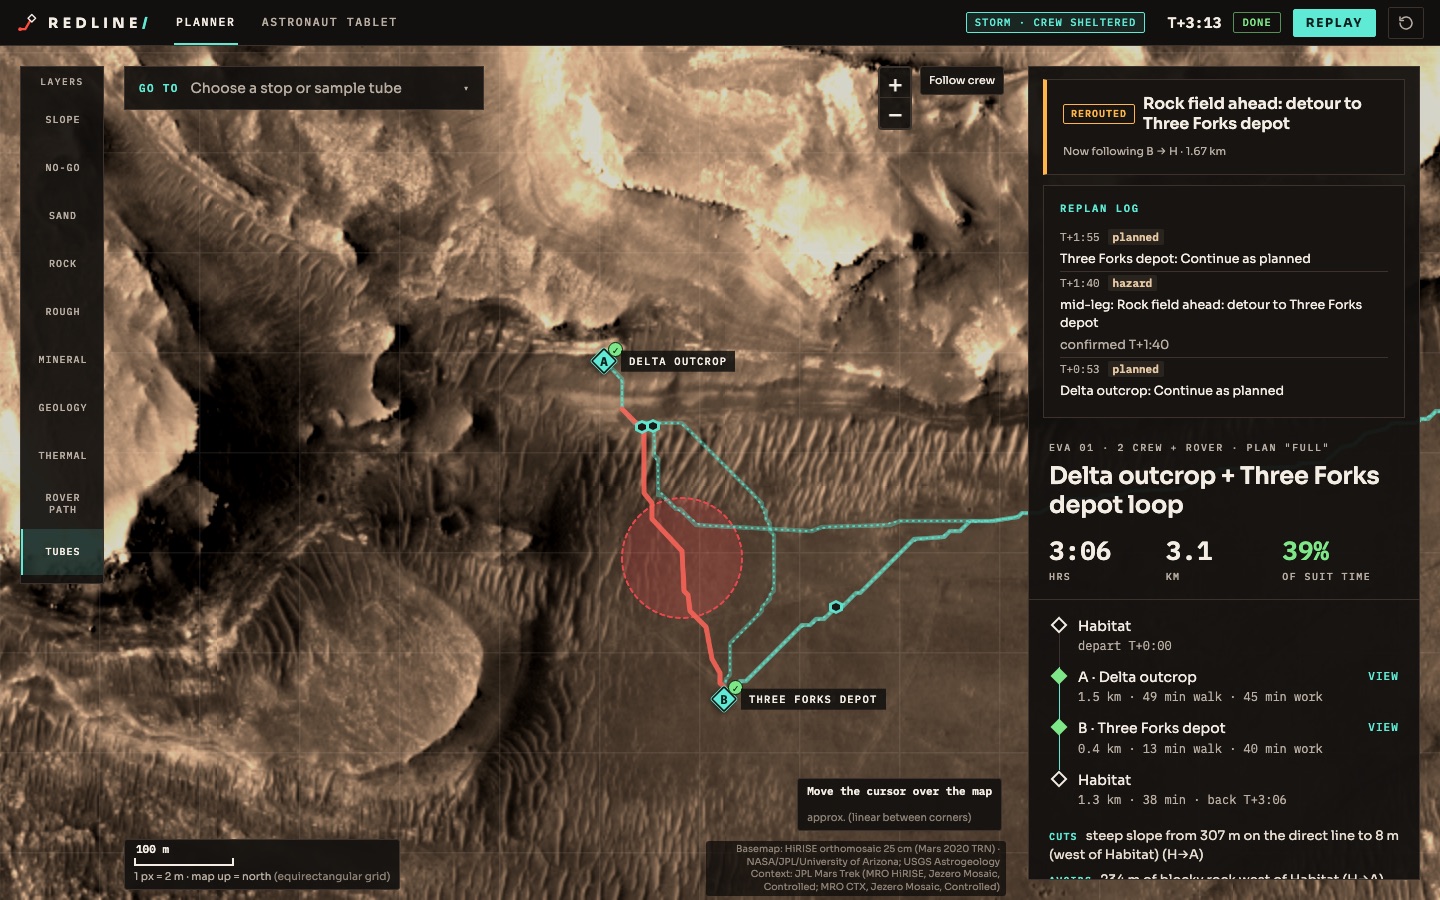 REDLINE/
PLANNER
ASTRONAUT TABLET
STORM · CREW SHELTERED
T+3:13
DONE
REPLAY
LAYERS
SLOPE
NO-GO
SAND
ROCK
ROUGH
MINERAL
GEOLOGY
THERMAL
ROVER
PATH
TUBES
GO TO Choose a stop or sample tube
+
−
Follow crew
A
DELTA OUTCROP
B
THREE FORKS DEPOT
Move the cursor over the map
approx. (linear between corners)
100 m
1 px = 2 m · map up = north (equirectangular grid)
Basemap: HiRISE orthomosaic 25 cm (Mars 2020 TRN) ·
NASA/JPL/University of Arizona; USGS Astrogeology
Context: JPL Mars Trek (MRO HiRISE, Jezero Mosaic,
Controlled; MRO CTX, Jezero Mosaic, Controlled)
REROUTED
Rock field ahead: detour to
Three Forks depot
Now following B → H · 1.67 km
REPLAN LOG
T+1:55 planned
Three Forks depot: Continue as planned
T+1:40 hazard
mid-leg: Rock field ahead: detour to Three Forks
depot
confirmed T+1:40
T+0:53 planned
Delta outcrop: Continue as planned
EVA 01 · 2 CREW + ROVER · PLAN "FULL"
Delta outcrop + Three Forks
depot loop
3:06 3.1 39%
HRS KM OF SUIT TIME
Habitat
depart T+0:00
A · Delta outcrop VIEW
1.5 km · 49 min walk · 45 min work
B · Three Forks depot VIEW
0.4 km · 13 min walk · 40 min work
Habitat
1.3 km · 38 min · back T+3:06
CUTS steep slope from 307 m on the direct line to 8 m
(west of Habitat) (H→A)
234 m of blocky rock west of Habitat (H→A)